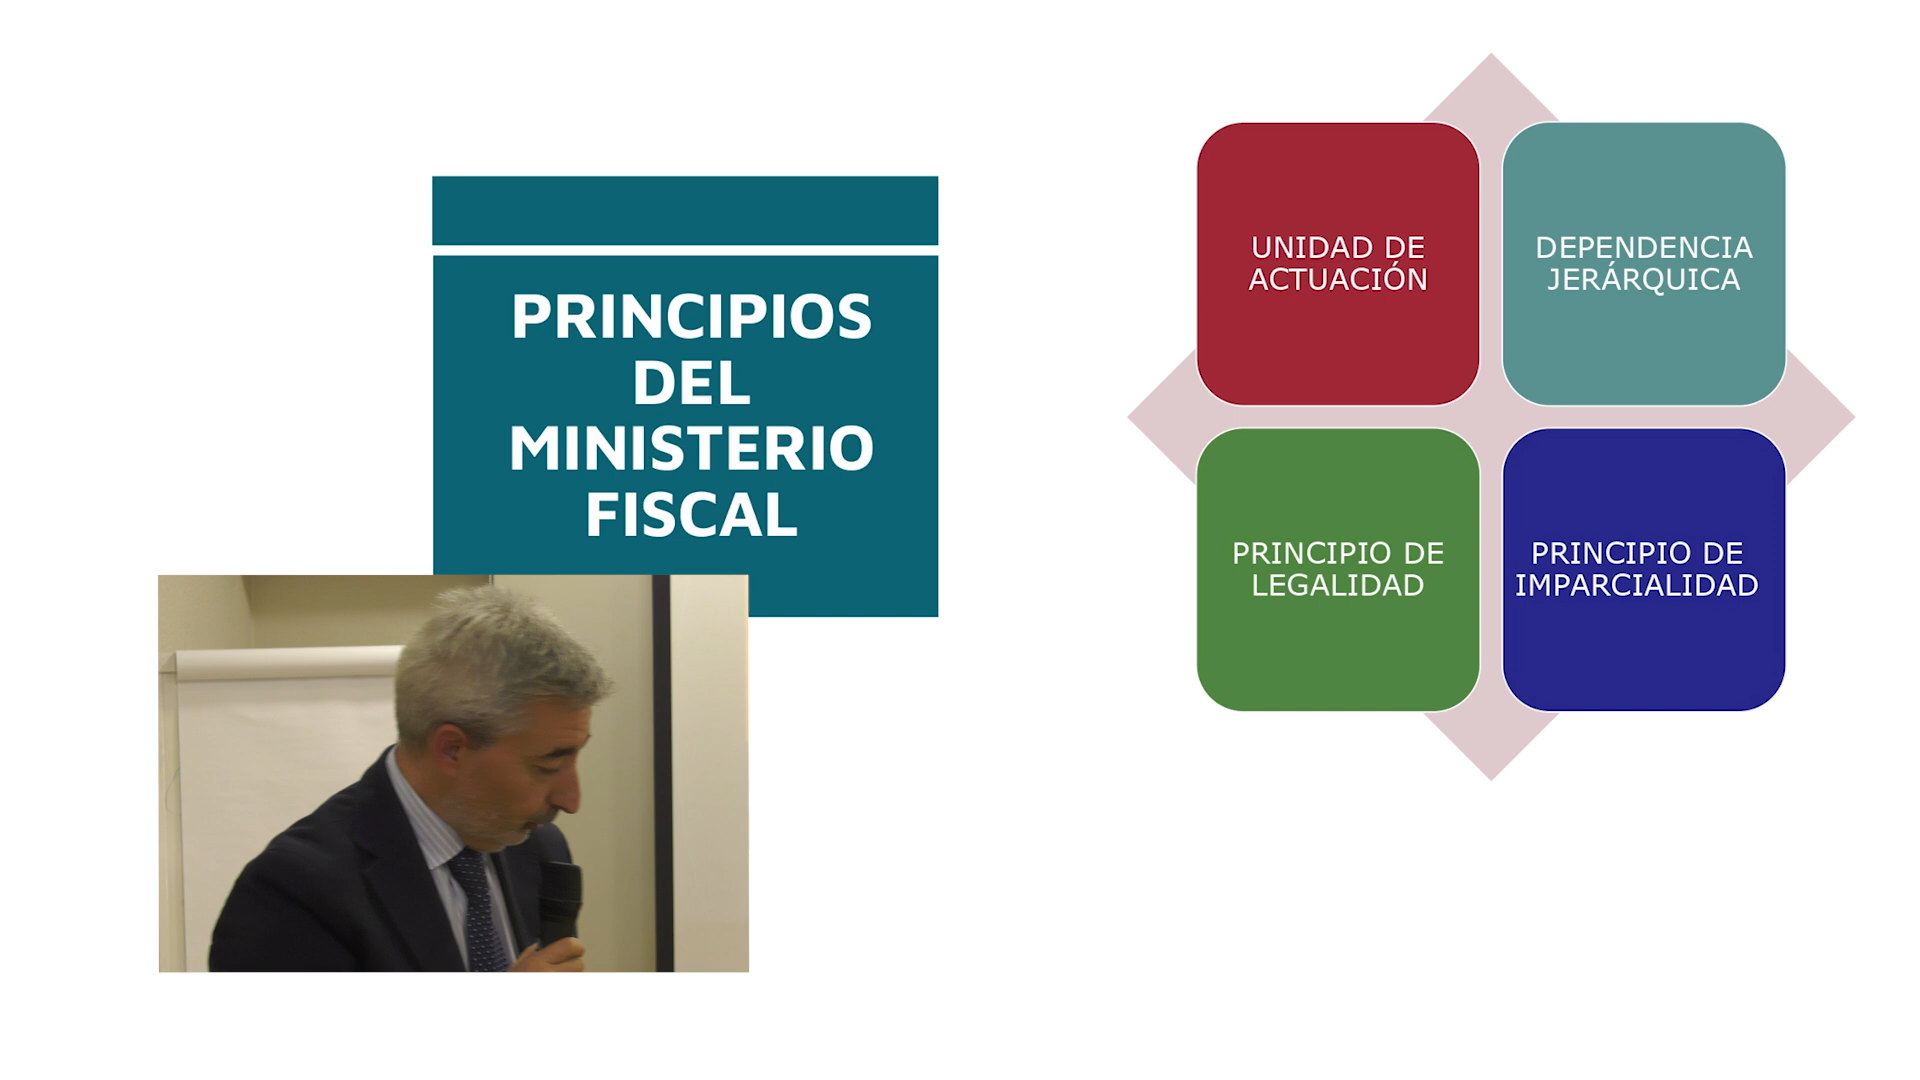 PRINCIPIOS
DEL
MINISTERIO
FISCAL
UNIDAD DE
ACTUACIÓN
DEPENDENCIA
JERÁRQUICA
PRINCIPIO DE
LEGALIDAD
PRINCIPIO DE
IMPARCIALIDAD